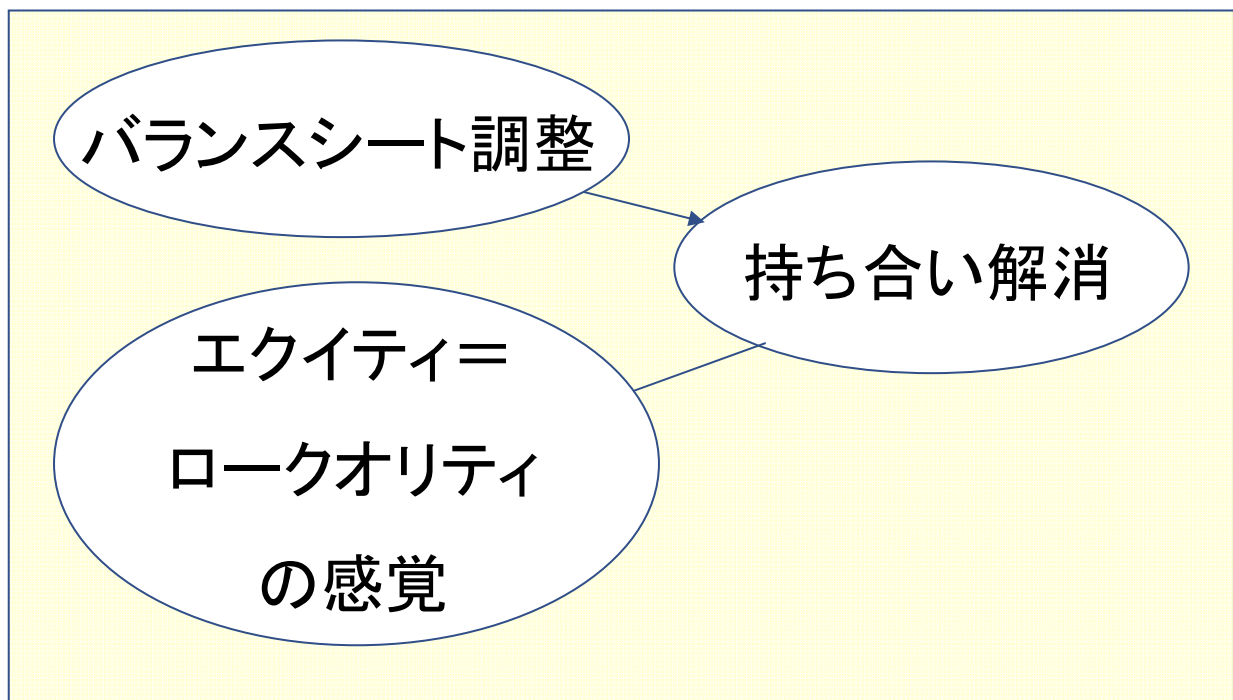 バランスシート調整
持ち合い解消
エクイティ＝
ロークオリティ
の感覚